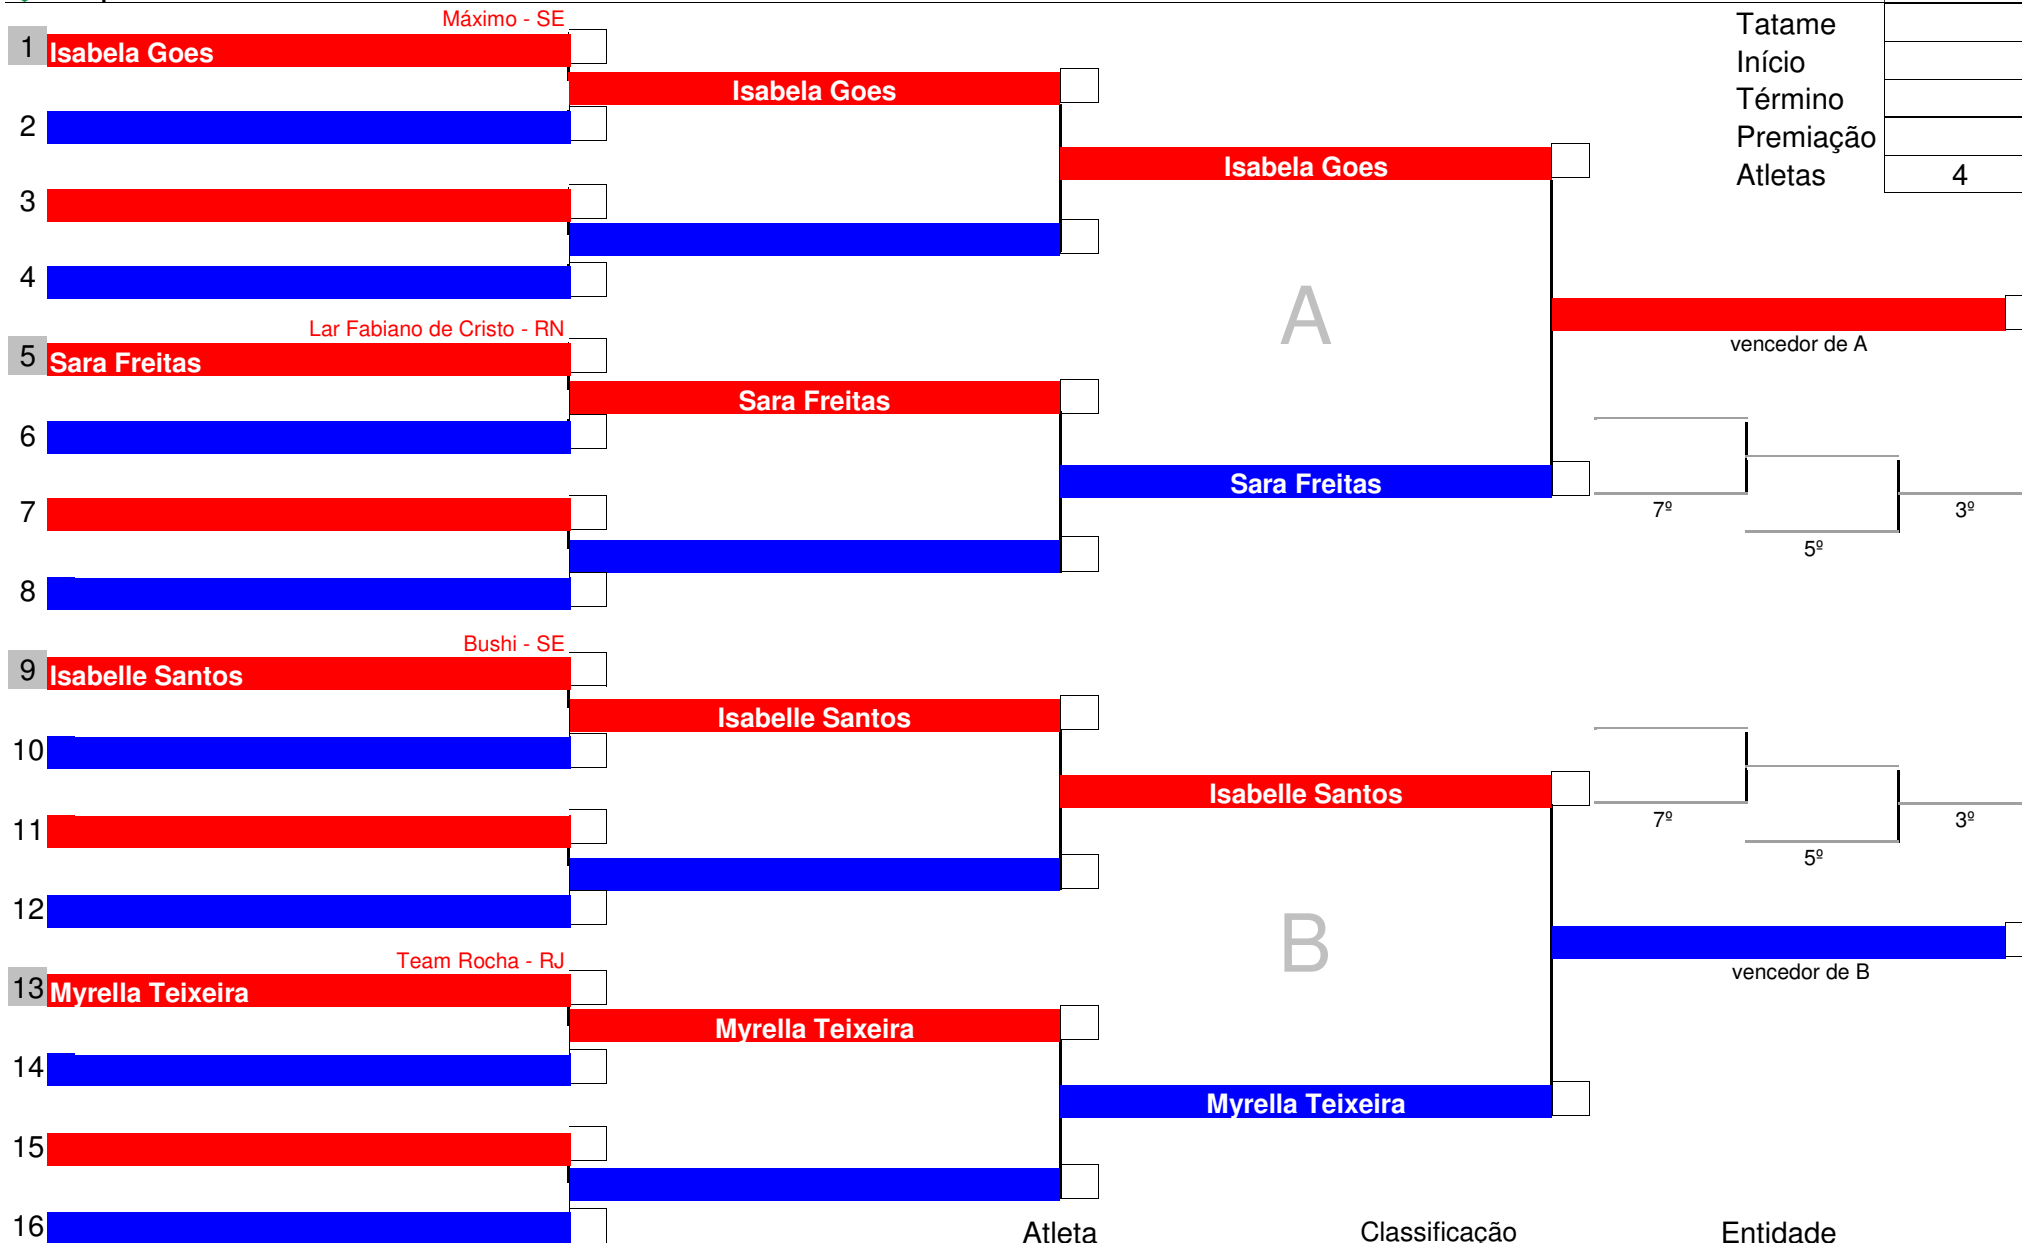 Máximo - SE
Tatame
1 Isabela Goes
Início
Isabela Goes
Término
2
Premiação
Isabela Goes
Atletas 4
3
4
A
Lar Fabiano de Cristo - RN
vencedor de A
5 Sara Freitas
Sara Freitas
6
Sara Freitas
7
7º 3º
5º
8
Bushi - SE
9 Isabelle Santos
Isabelle Santos
10
Isabelle Santos
7º 3º
11
5º
12
B
Team Rocha - RJ
vencedor de B
13 Myrella Teixeira
Myrella Teixeira
14
Myrella Teixeira
15
16
Atleta Classificação Entidade